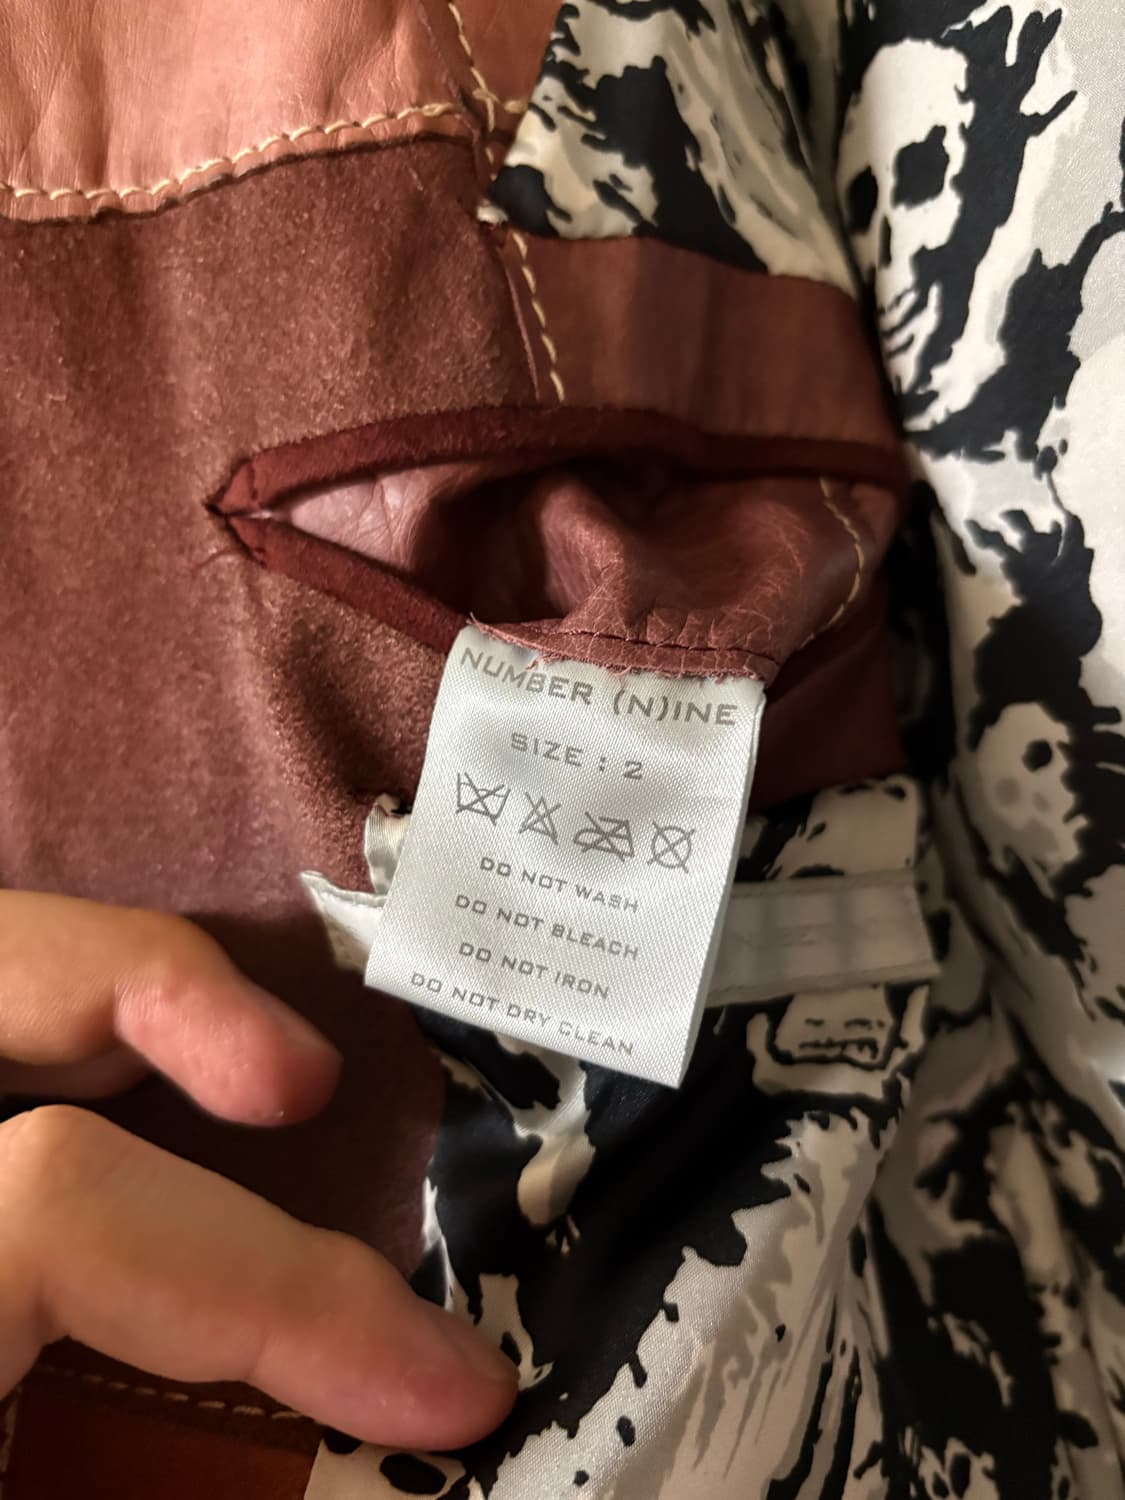 NUMBER (N)INE
SIZE : 2
DO NOT WASH
DO NOT BLEACH
DO NOT IRON
DO NOT DRY CLEAN